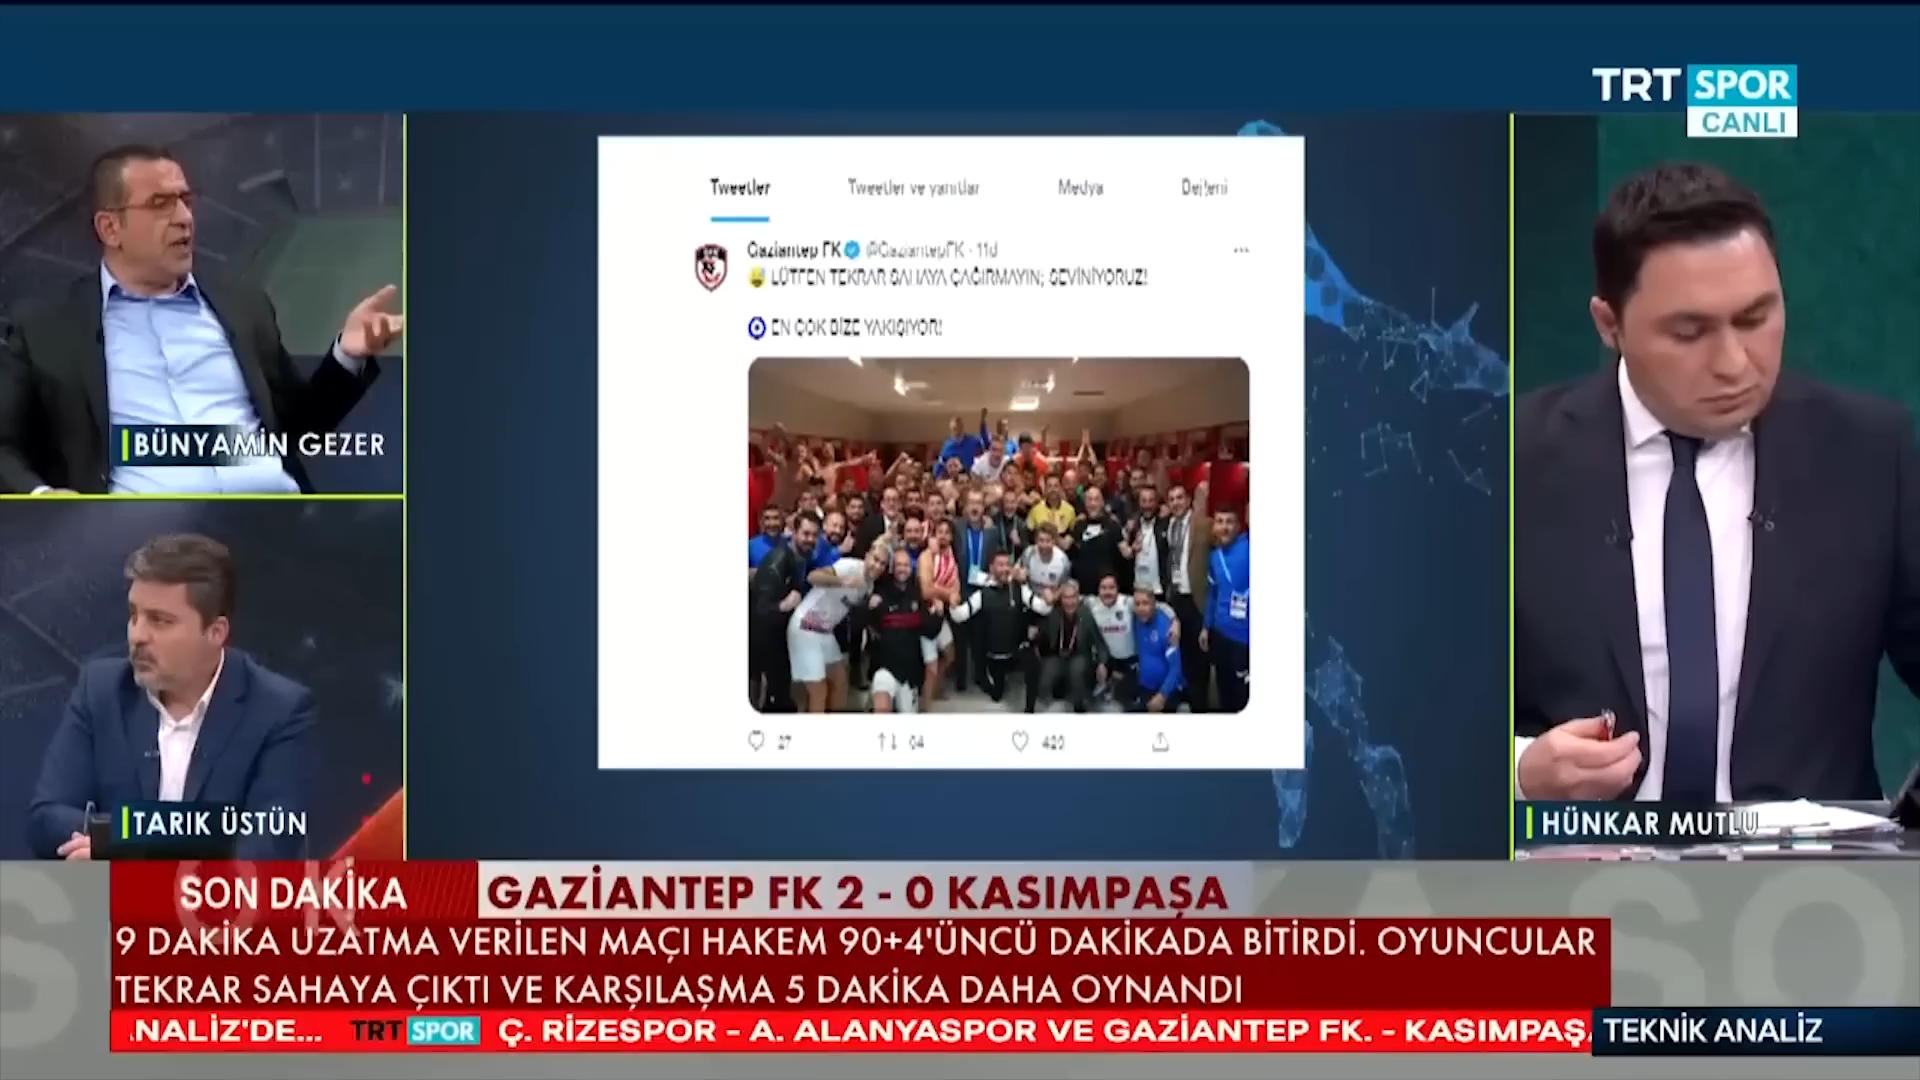 TRT SPOR
CANLI
Tweetler Tweetler ve yanıtlar Medya Beğeni
Gaziantep FK @GaziantepFK · 11d
LÜTFEN TEKRAR SAHAYA ÇAĞIRMAYIN; SEVİNİYORUZ!
EN ÇOK BİZE YAKIŞIYOR!
27 64 420
BÜNYAMİN GEZER
TARIK ÜSTÜN
HÜNKAR MUTLU
SON DAKİKA GAZİANTEP FK 2 - 0 KASIMPAŞA
9 DAKİKA UZATMA VERİLEN MAÇI HAKEM 90+4'ÜNCÜ DAKİKADA BİTİRDİ. OYUNCULAR
TEKRAR SAHAYA ÇIKTI VE KARŞILAŞMA 5 DAKİKA DAHA OYNANDI
NALİZ'DE... TRT SPOR Ç. RİZESPOR - A. ALANYASPOR VE GAZİANTEP FK. - KASIMPAŞA TEKNİK ANALİZ